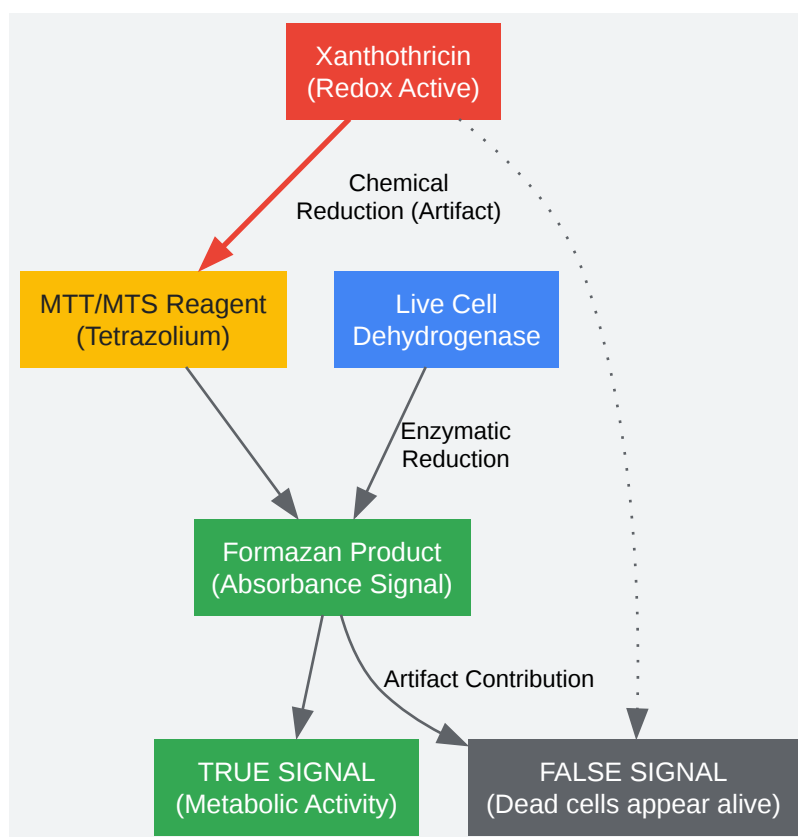 Xanthothricin
(Redox Active)
Chemical
Reduction (Artifact)
MTT/MTS Reagent
(Tetrazolium)
Live Cell
Dehydrogenase
Enzymatic
Reduction
Formazan Product
(Absorbance Signal)
Artifact Contribution
TRUE SIGNAL
(Metabolic Activity)
FALSE SIGNAL
(Dead cells appear alive)